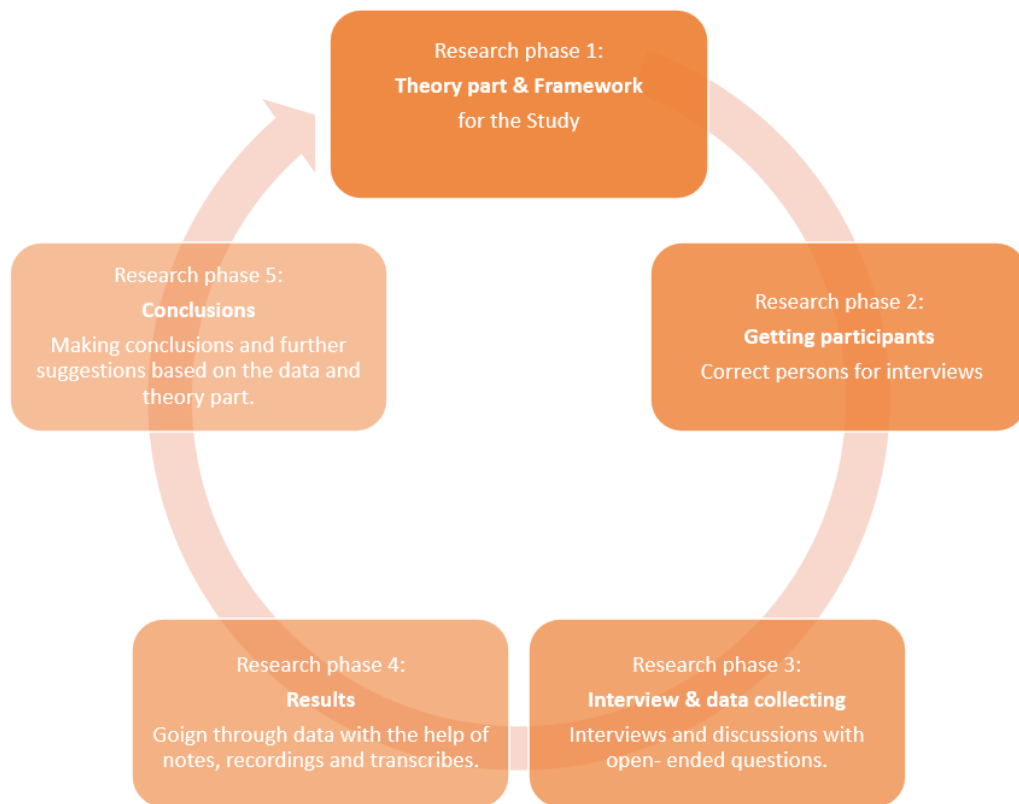 Research phase 1:
Theory part & Framework
for the Study
Research phase 2:
Getting participants
Correct persons for interviews
Research phase 3:
Interview & data collecting
Interviews and discussions with
open- ended questions.
Research phase 4:
Results
Goign through data with the help of
notes, recordings and transcribes.
Research phase 5:
Conclusions
Making conclusions and further
suggestions based on the data and
theory part.